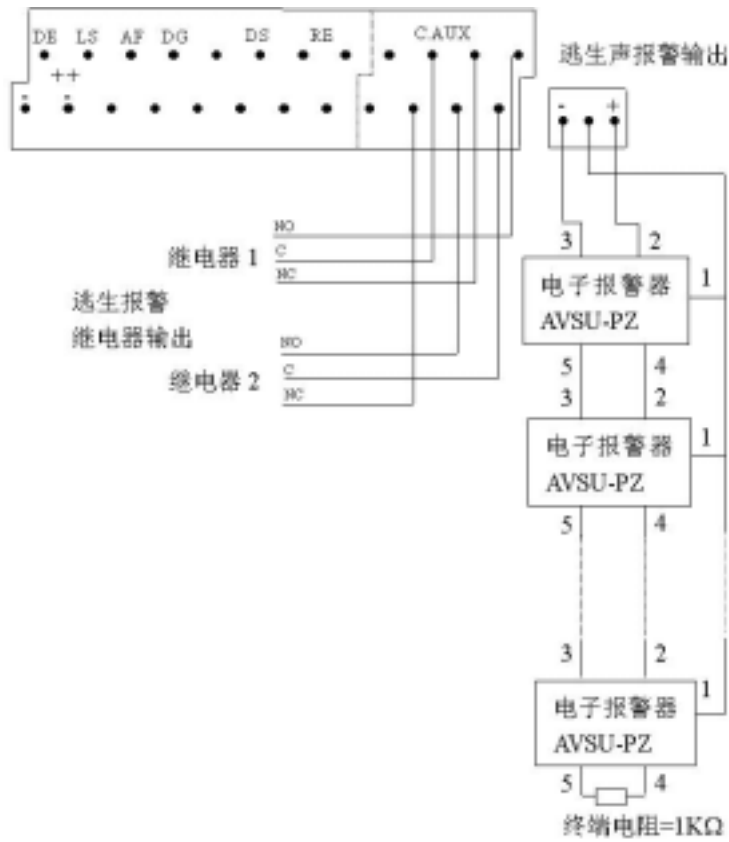 DE LS AF DG DS RE C.AUX
++
- -
逃生声报警输出
- +
NO
继电器 1 C
NC
逃生报警
继电器输出
NO
继电器 2 C
NC
3 2
电子报警器 1
AVSU-PZ
5 4
3 2
电子报警器 1
AVSU-PZ
5 4
3 2
电子报警器 1
AVSU-PZ
5 4
终端电阻=1KΩ